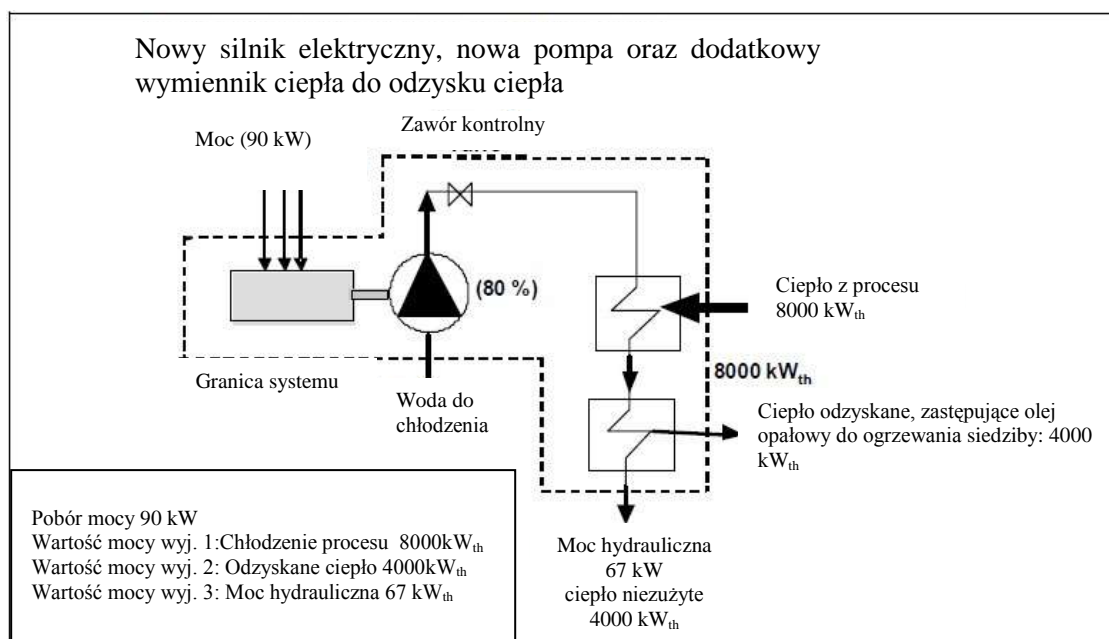 Nowy silnik elektryczny, nowa pompa oraz dodatkowy
wymiennik ciepła do odzysku ciepła
Moc (90 kW)
Zawór kontrolny
(80 %)
Ciepło z procesu
8000 kWth
Granica systemu
Woda do
chłodzenia
8000 kWth
Ciepło odzyskane, zastępujące olej
opałowy do ogrzewania siedziby: 4000
kWth
Pobór mocy 90 kW
Wartość mocy wyj. 1:Chłodzenie procesu 8000kWth
Wartość mocy wyj. 2: Odzyskane ciepło 4000kWth
Wartość mocy wyj. 3: Moc hydrauliczna 67 kWth
Moc hydrauliczna
67 kW
ciepło niezużyte
4000 kWth